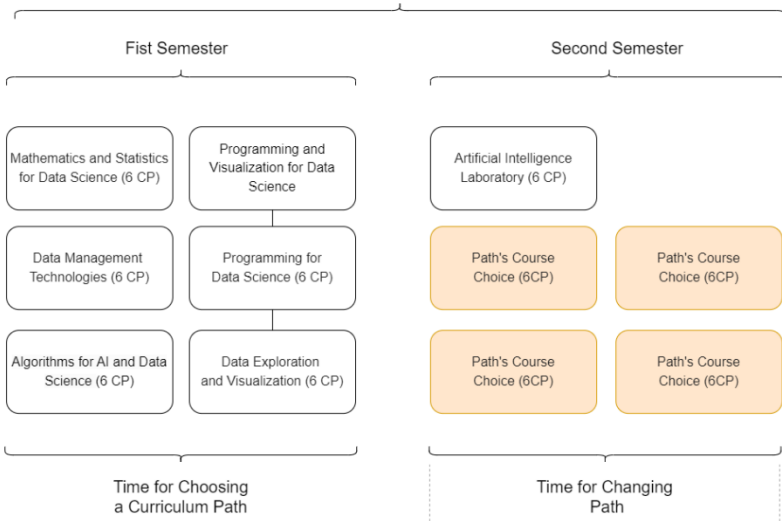 Fist Semester
Second Semester
Mathematics and Statistics
for Data Science (6 CP)
Programming and
Visualization for Data
Science
Artificial Intelligence
Laboratory (6 CP)
Data Management
Technologies (6 CP)
Programming for
Data Science (6 CP)
Path's Course
Choice (6CP)
Path's Course
Choice (6CP)
Algorithms for AI and Data
Science (6 CP)
Data Exploration
and Visualization (6 CP)
Path's Course
Choice (6CP)
Path's Course
Choice (6CP)
Time for Choosing
a Curriculum Path
Time for Changing
Path